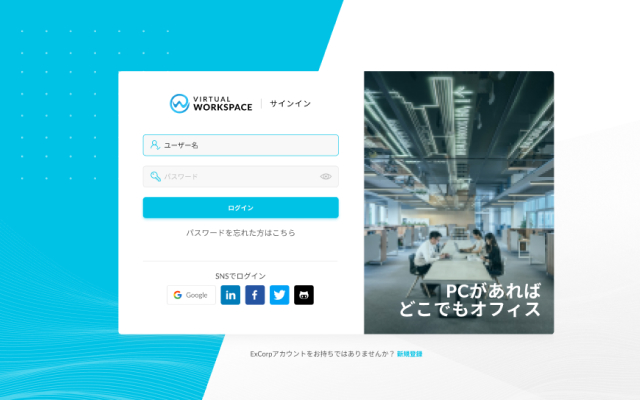 VIRTUAL
WORKSPACE
サインイン
ユーザー名
パスワード
ログイン
パスワードを忘れた方はこちら
SNSでログイン
Google
in
f
PCがあれば
どこでもオフィス
ExCorpアカウントをお持ちではありませんか？ 新規登録